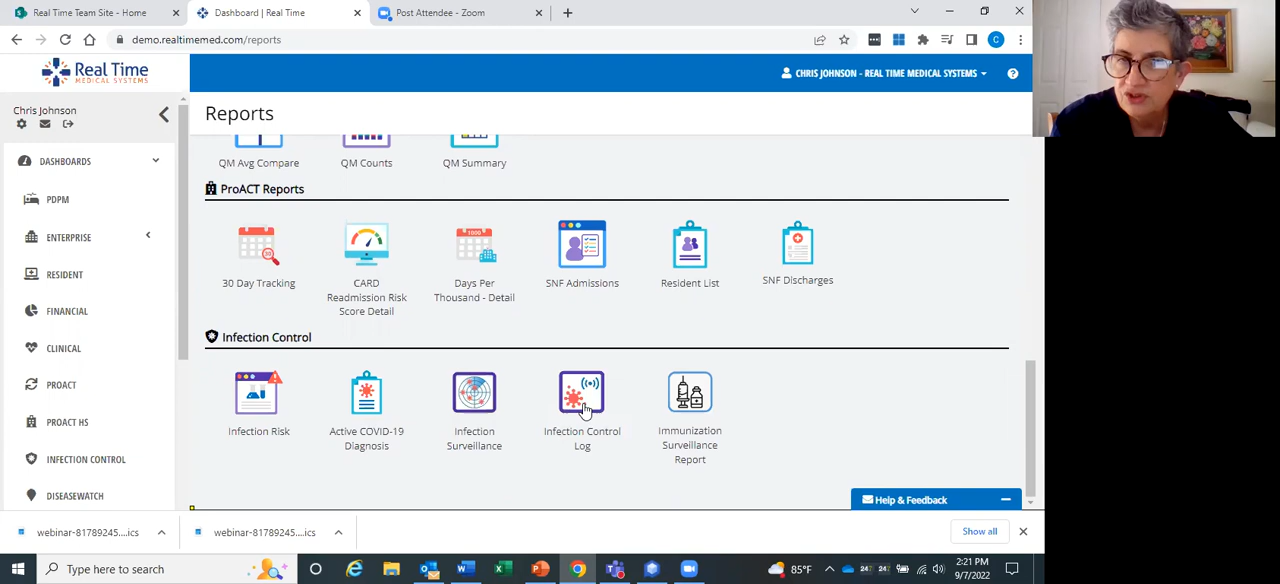 Real Time Team Site - Home
Dashboard | Real Time
Post Attendee - Zoom
demo.realtimemed.com/reports
Real Time
MEDICAL SYSTEMS
CHRIS JOHNSON - REAL TIME MEDICAL SYSTEMS
Chris Johnson
Reports
DASHBOARDS
PDPM
ENTERPRISE
RESIDENT
FINANCIAL
CLINICAL
PROACT
PROACT HS
INFECTION CONTROL
DISEASEWATCH
QM Avg Compare
QM Counts
QM Summary
ProACT Reports
30 Day Tracking
CARD
Readmission Risk
Score Detail
Days Per
Thousand - Detail
SNF Admissions
Resident List
SNF Discharges
Infection Control
Infection Risk
Active COVID-19
Diagnosis
Infection
Surveillance
Infection Control
Log
Immunization
Surveillance
Report
Help & Feedback
webinar-81789245....ics
webinar-81789245....ics
Show all
Type here to search
85°F
2:21 PM
9/7/2022